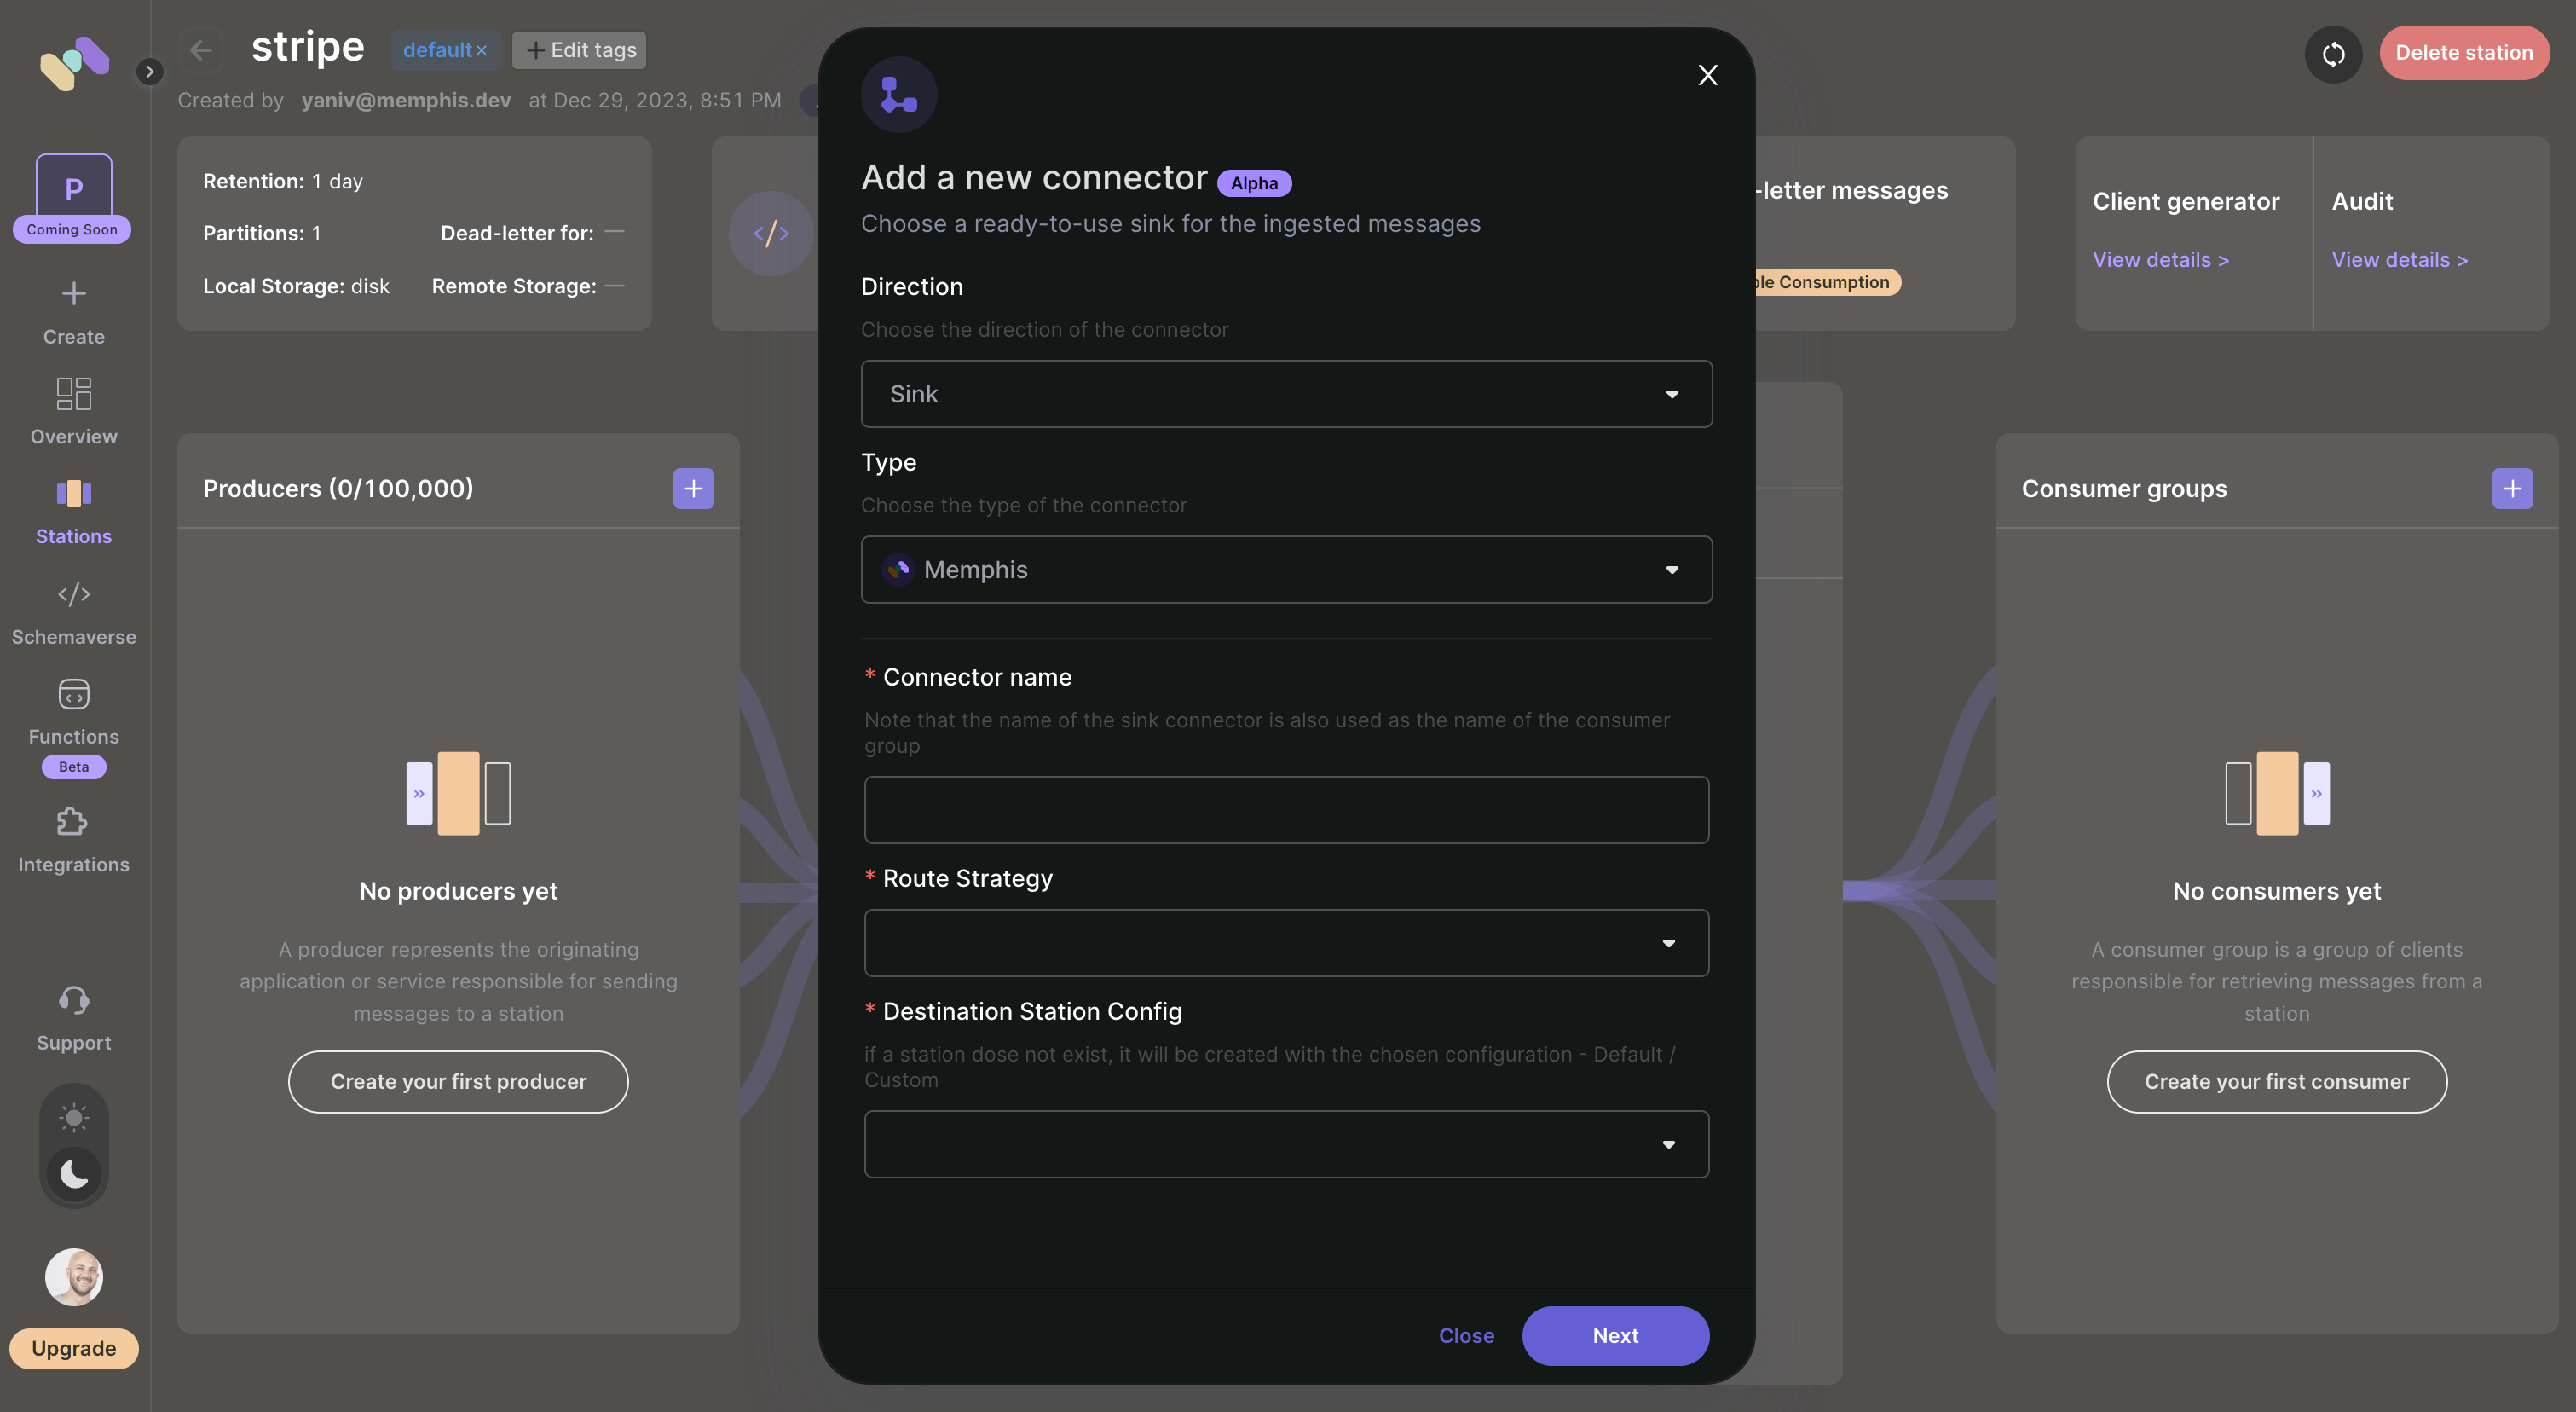 stripe
default ×
+ Edit tags
Delete station
Created by yaniv@memphis.dev at Dec 29, 2023, 8:51 PM
P
Coming Soon
Create
Overview
Stations
Schemaverse
Functions
Beta
Integrations
Support
Upgrade
Retention: 1 day
Partitions: 1
Dead-letter for: —
Local Storage: disk
Remote Storage: —
</>
Producers (0/100,000)
No producers yet
A producer represents the originating
application or service responsible for sending
messages to a station
Create your first producer
X
Add a new connector
Alpha
Choose a ready-to-use sink for the ingested messages
Direction
Choose the direction of the connector
Sink
Type
Choose the type of the connector
Memphis
* Connector name
Note that the name of the sink connector is also used as the name of the consumer
group
* Route Strategy
* Destination Station Config
if a station dose not exist, it will be created with the chosen configuration - Default /
Custom
Close
Next
-letter messages
Consumption
Client generator
View details >
Audit
View details >
Consumer groups
No consumers yet
A consumer group is a group of clients
responsible for retrieving messages from a
station
Create your first consumer